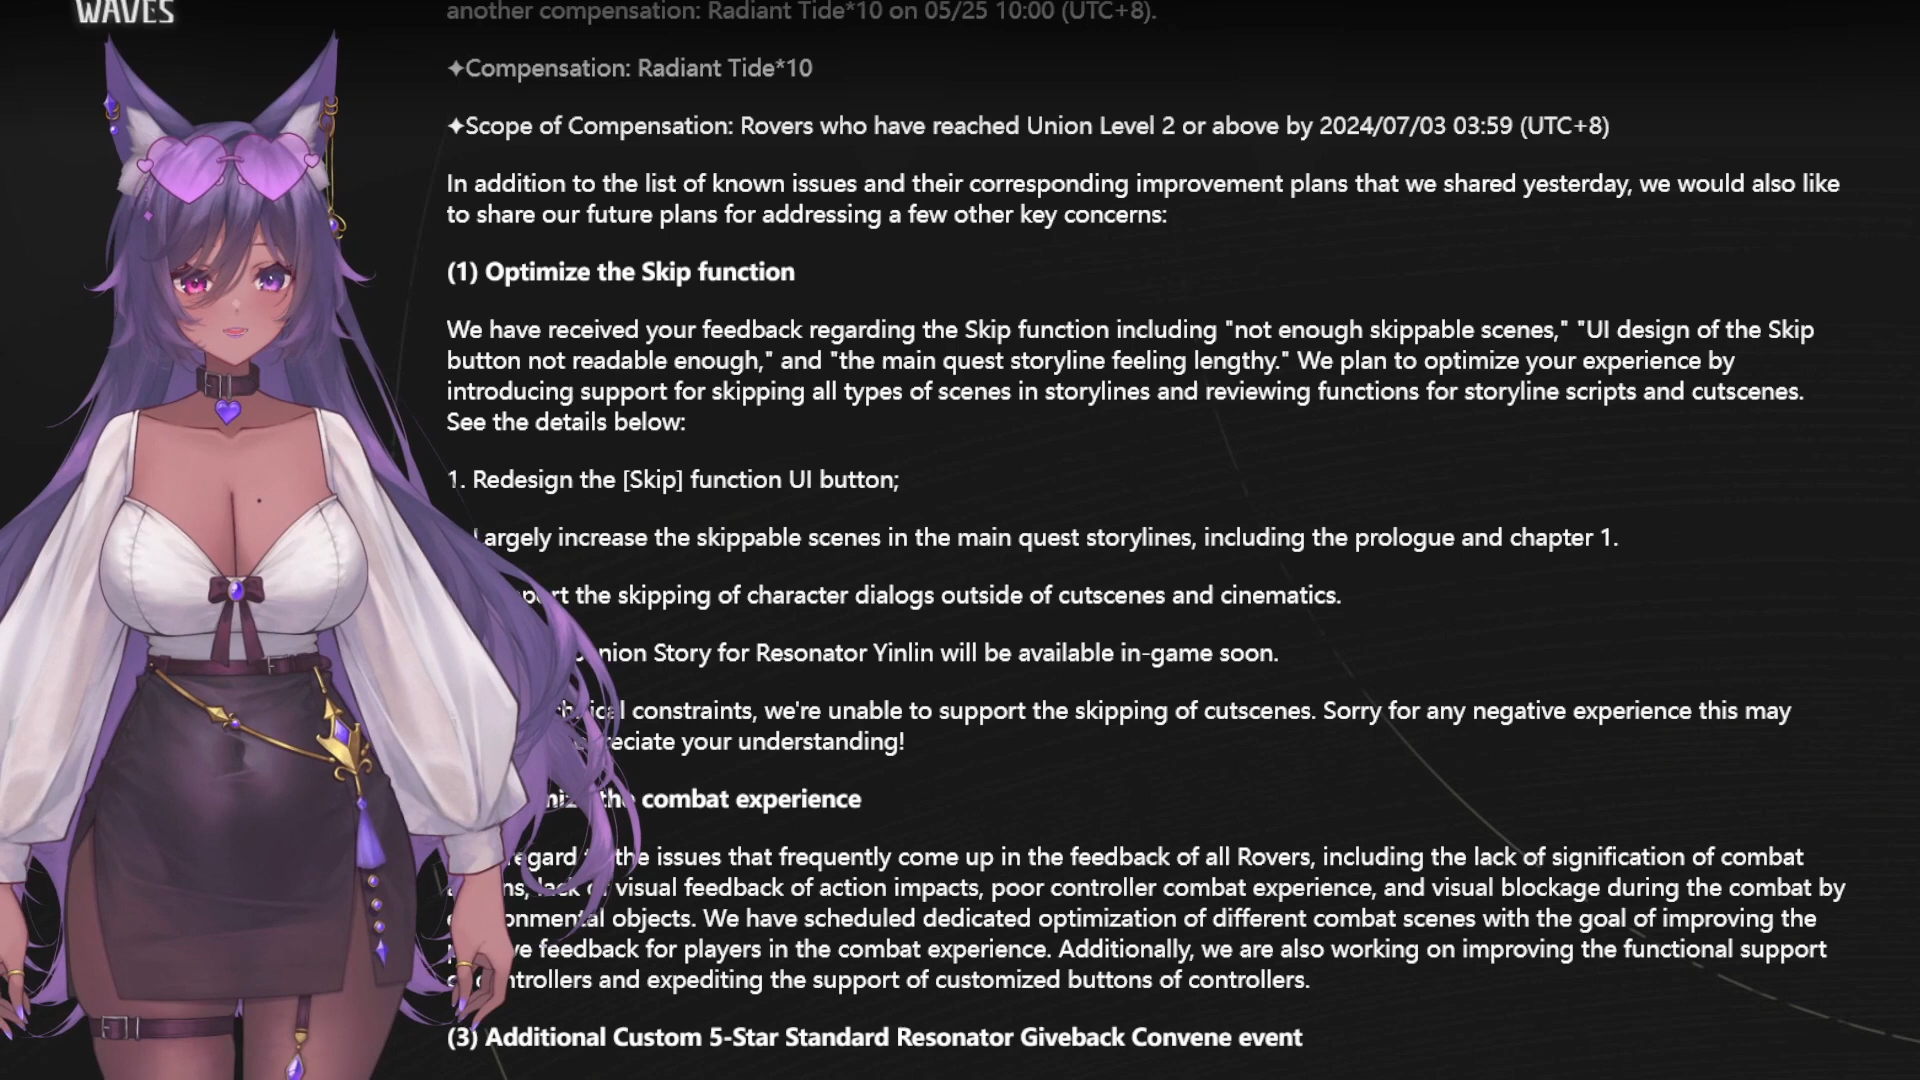 WAVES
another compensation: Radiant Tide*10 on 05/25 10:00 (UTC+8).
✦Compensation: Radiant Tide*10
✦Scope of Compensation: Rovers who have reached Union Level 2 or above by 2024/07/03 03:59 (UTC+8)
In addition to the list of known issues and their corresponding improvement plans that we shared yesterday, we would also like
to share our future plans for addressing a few other key concerns:
(1) Optimize the Skip function
We have received your feedback regarding the Skip function including "not enough skippable scenes," "UI design of the Skip
button not readable enough," and "the main quest storyline feeling lengthy." We plan to optimize your experience by
introducing support for skipping all types of scenes in storylines and reviewing functions for storyline scripts and cutscenes.
See the details below:
1. Redesign the [Skip] function UI button;
Largely increase the skippable scenes in the main quest storylines, including the prologue and chapter 1.
the skipping of character dialogs outside of cutscenes and cinematics.
Story for Resonator Yinlin will be available in-game soon.
constraints, we're unable to support the skipping of cutscenes. Sorry for any negative experience this may
your understanding!
the combat experience
the issues that frequently come up in the feedback of all Rovers, including the lack of signification of combat
lack of visual feedback of action impacts, poor controller combat experience, and visual blockage during the combat by
objects. We have scheduled dedicated optimization of different combat scenes with the goal of improving the
feedback for players in the combat experience. Additionally, we are also working on improving the functional support
and expediting the support of customized buttons of controllers.
(3) Additional Custom 5-Star Standard Resonator Giveback Convene event